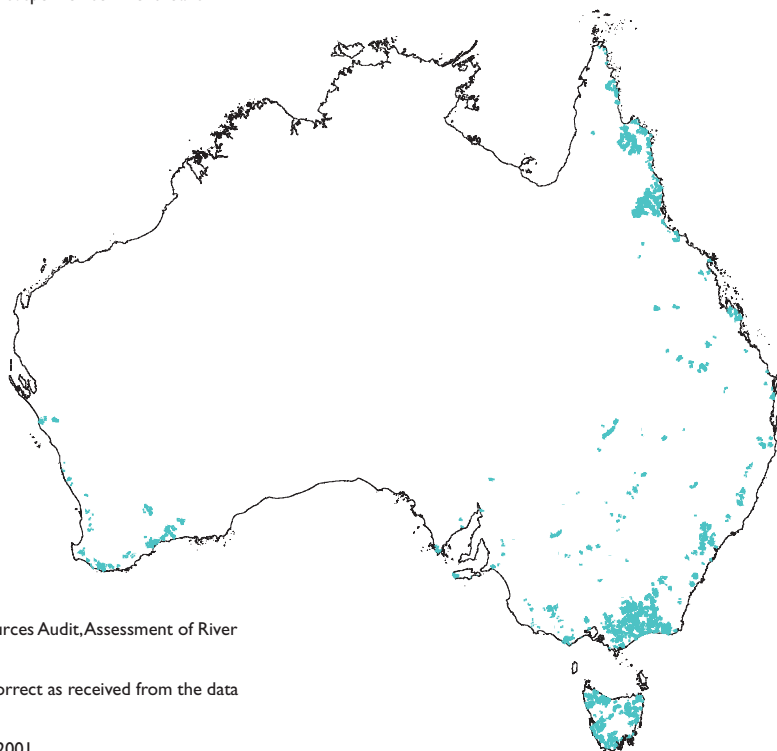 urces Audit, Assessment of River
orrect as received from the data
2001